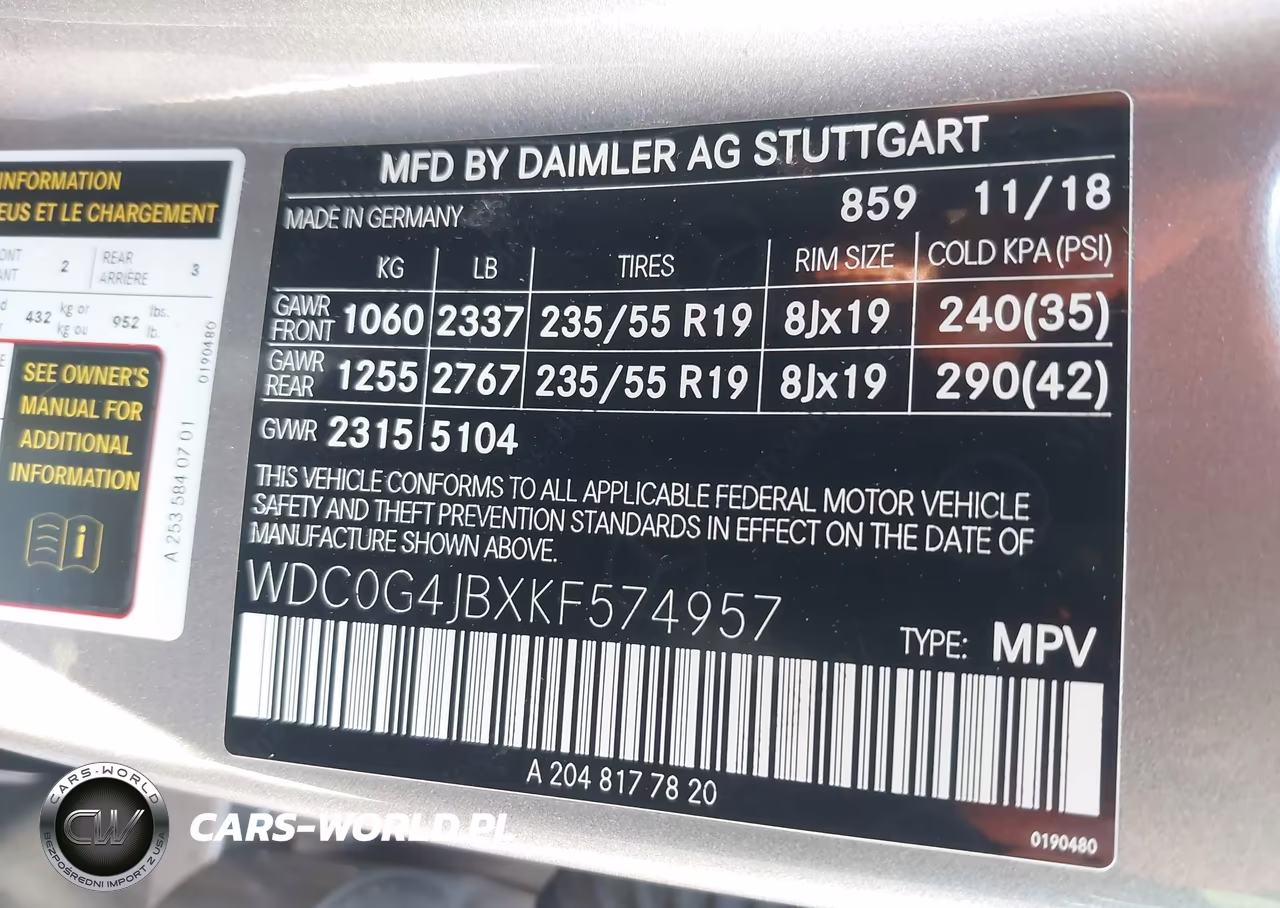 INFORMATION
EUS ET LE CHARGEMENT
2
REAR
ARRIÈRE
3
432
kg or
kg ou
952
lbs.
lb.
0190480
SEE OWNER'S
MANUAL FOR
ADDITIONAL
INFORMATION
A 253 584 07 01
MFD BY DAIMLER AG STUTTGART
MADE IN GERMANY 859 11/18
KG LB TIRES RIM SIZE COLD KPA (PSI)
GAWR FRONT 1060 2337 235/55 R19 8Jx19 240(35)
GAWR REAR 1255 2767 235/55 R19 8Jx19 290(42)
GVWR 2315 5104
THIS VEHICLE CONFORMS TO ALL APPLICABLE FEDERAL MOTOR VEHICLE
SAFETY AND THEFT PREVENTION STANDARDS IN EFFECT ON THE DATE OF
MANUFACTURE SHOWN ABOVE.
WDC0G4JBXKF574957
TYPE: MPV
A 204 817 78 20
0190480
CARS-WORLD
CW
BEZPOŚREDNI IMPORT Z USA
CARS-WORLD.PL